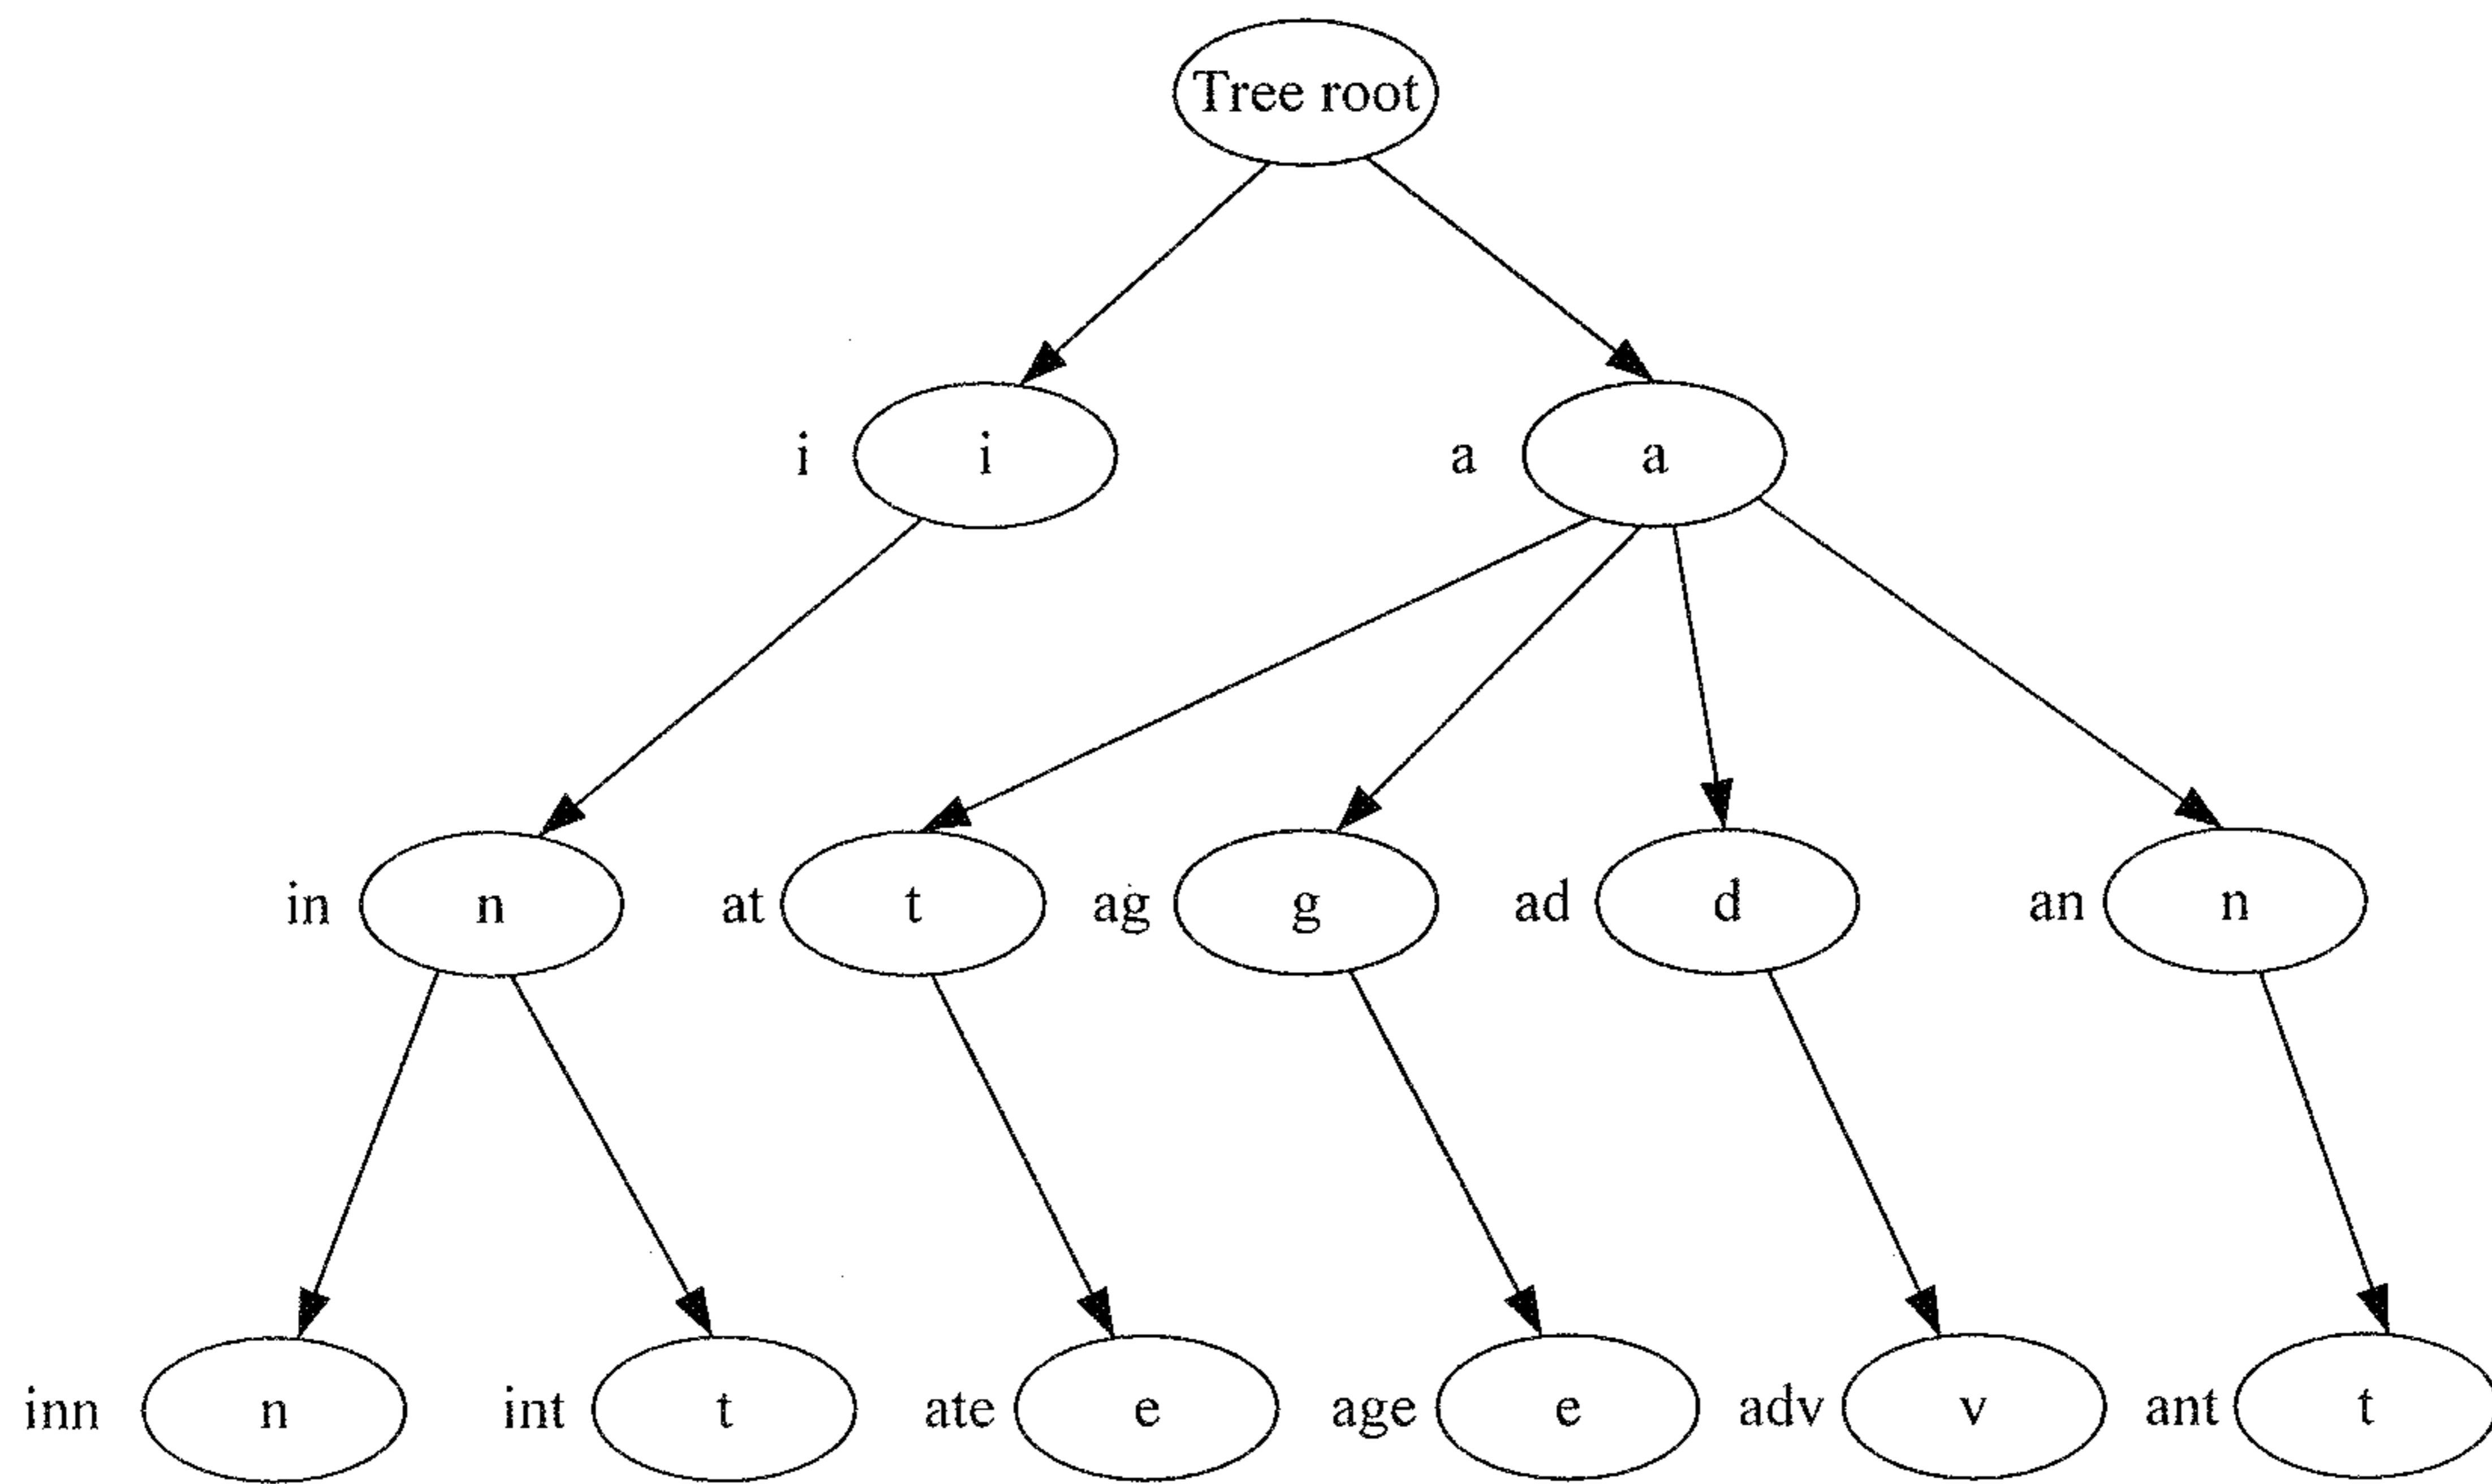 Tree root
i i a a
in n at t ag g ad d an n
inn n int t ate e age e adv v ant t